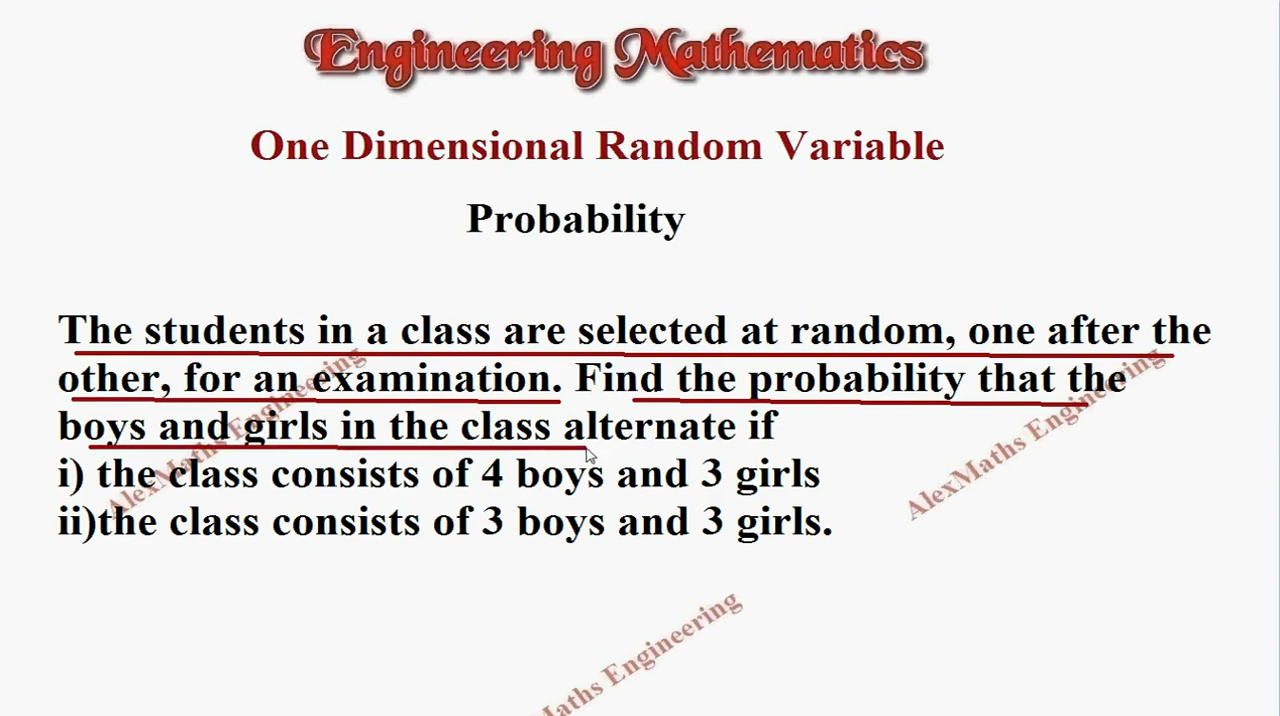 Engineering Mathematics
One Dimensional Random Variable
Probability
The students in a class are selected at random, one after the
other, for an examination. Find the probability that the
boys and girls in the class alternate if
i) the class consists of 4 boys and 3 girls
ii)the class consists of 3 boys and 3 girls.
AlexMaths Engineering
AlexMaths Engineering
Maths Engineering